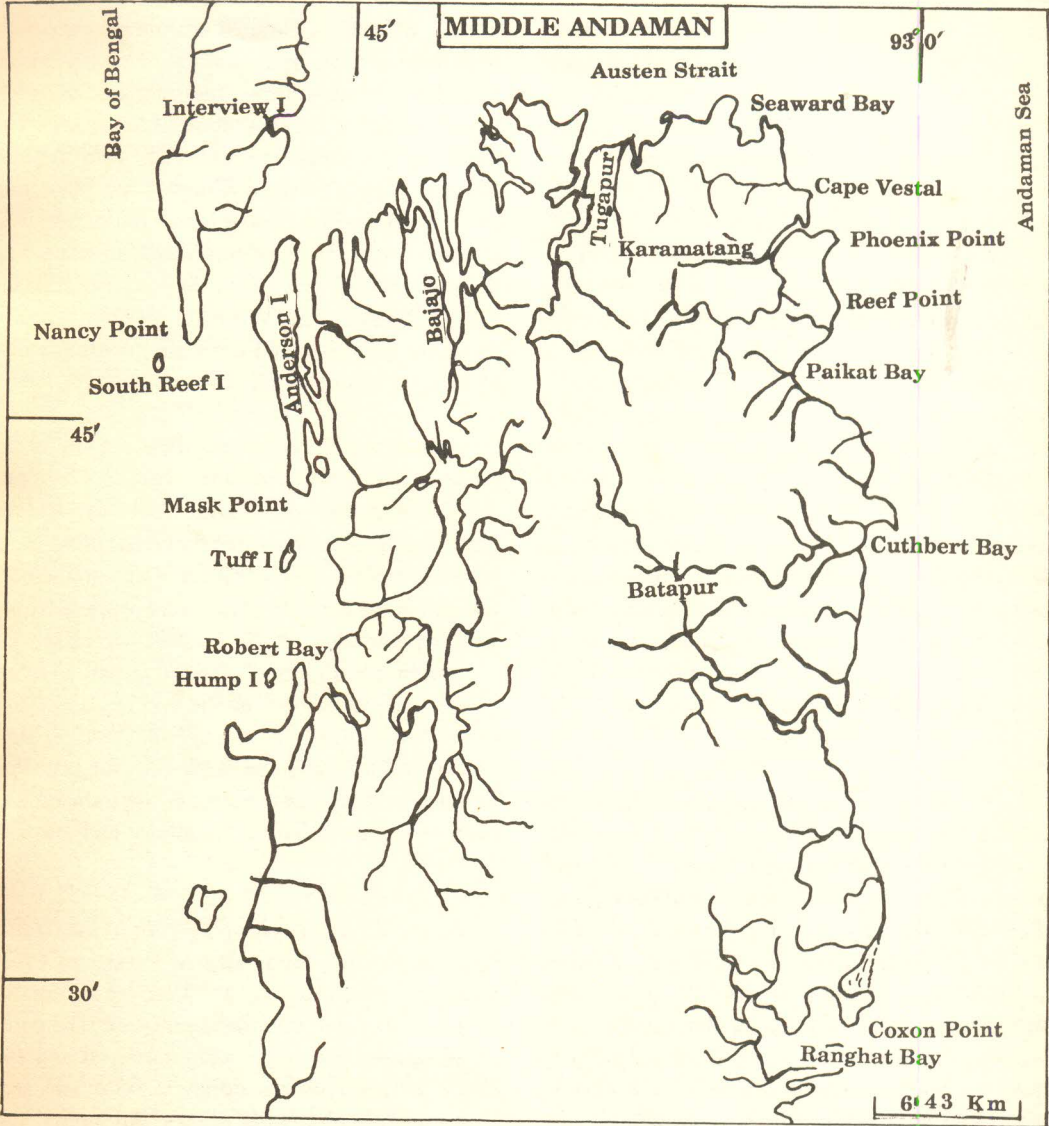 MIDDLE ANDAMAN
45′
93°0′
Bay of Bengal
Austen Strait
Andaman Sea
Interview I
Seaward Bay
Tugapur
Cape Vestal
Karamatang
Phoenix Point
Bajajo
Anderson I
Reef Point
Nancy Point
South Reef I
Paikat Bay
45′
Mask Point
Tuff I
Cuthbert Bay
Batapur
Robert Bay
Hump I
30′
Coxon Point
Ranghat Bay
6·43 Km